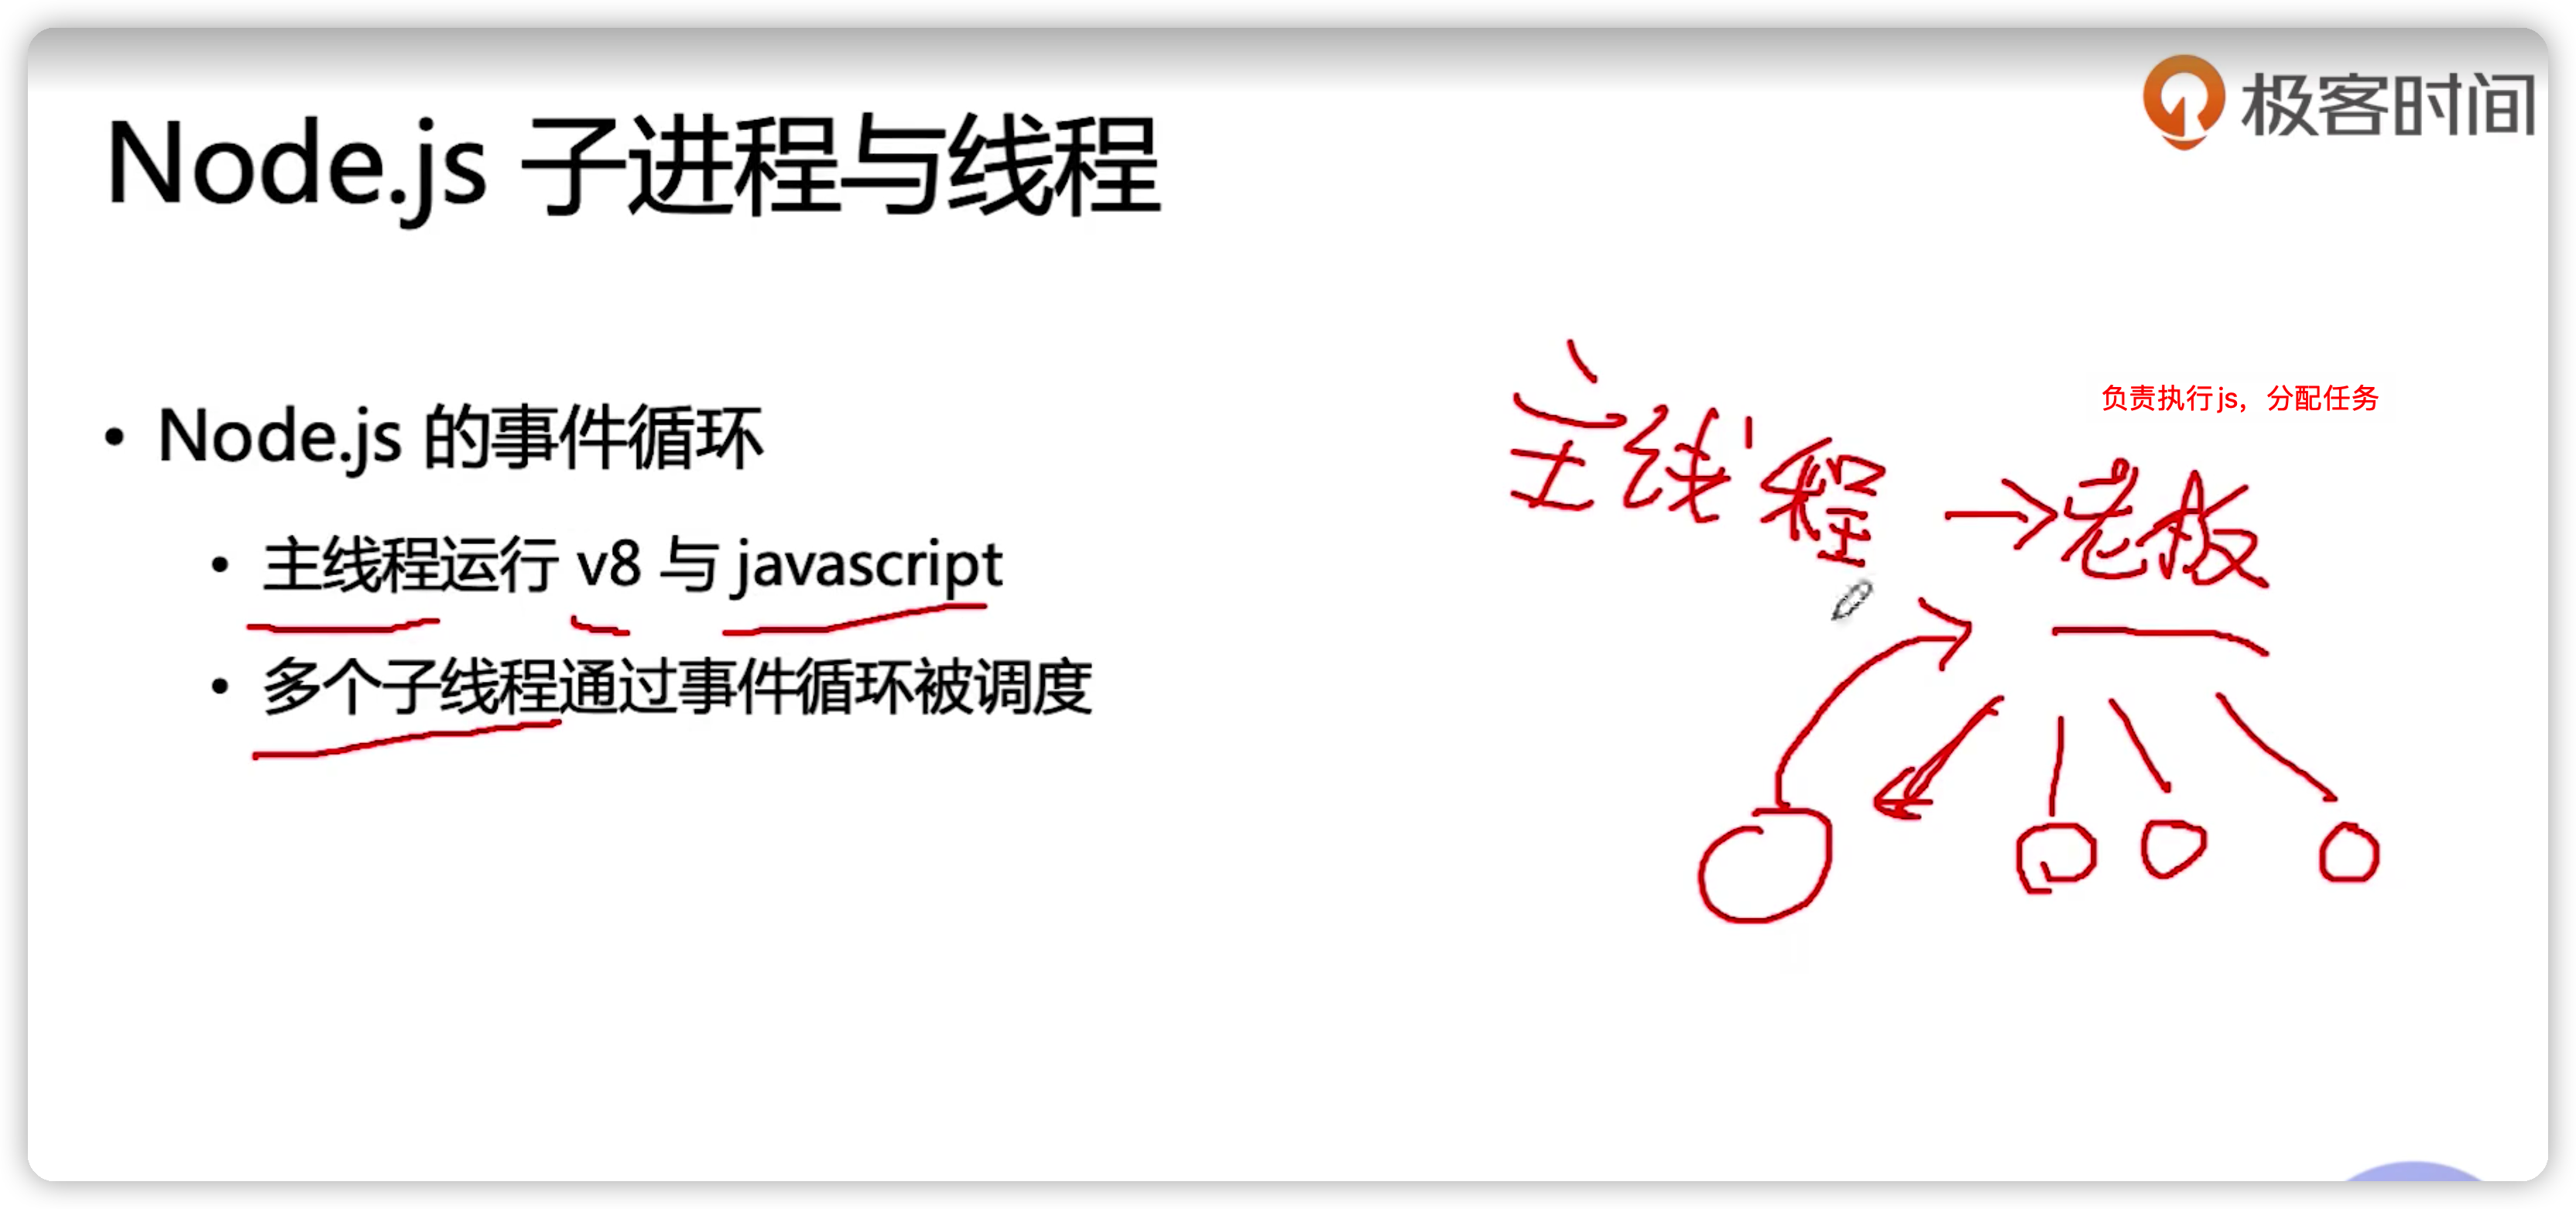 极客时间
Node.js 子进程与线程
• Node.js 的事件循环
• 主线程运行 v8 与 javascript
• 多个子线程通过事件循环被调度
负责执行js，分配任务
主线程 → 老板